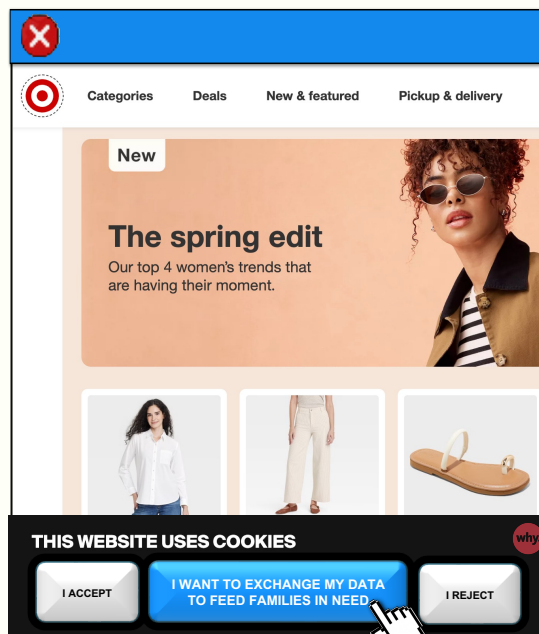 Categories Deals New & featured Pickup & delivery
New
The spring edit
Our top 4 women's trends that
are having their moment.
THIS WEBSITE USES COOKIES
why
I ACCEPT
I WANT TO EXCHANGE MY DATA
TO FEED FAMILIES IN NEED
I REJECT